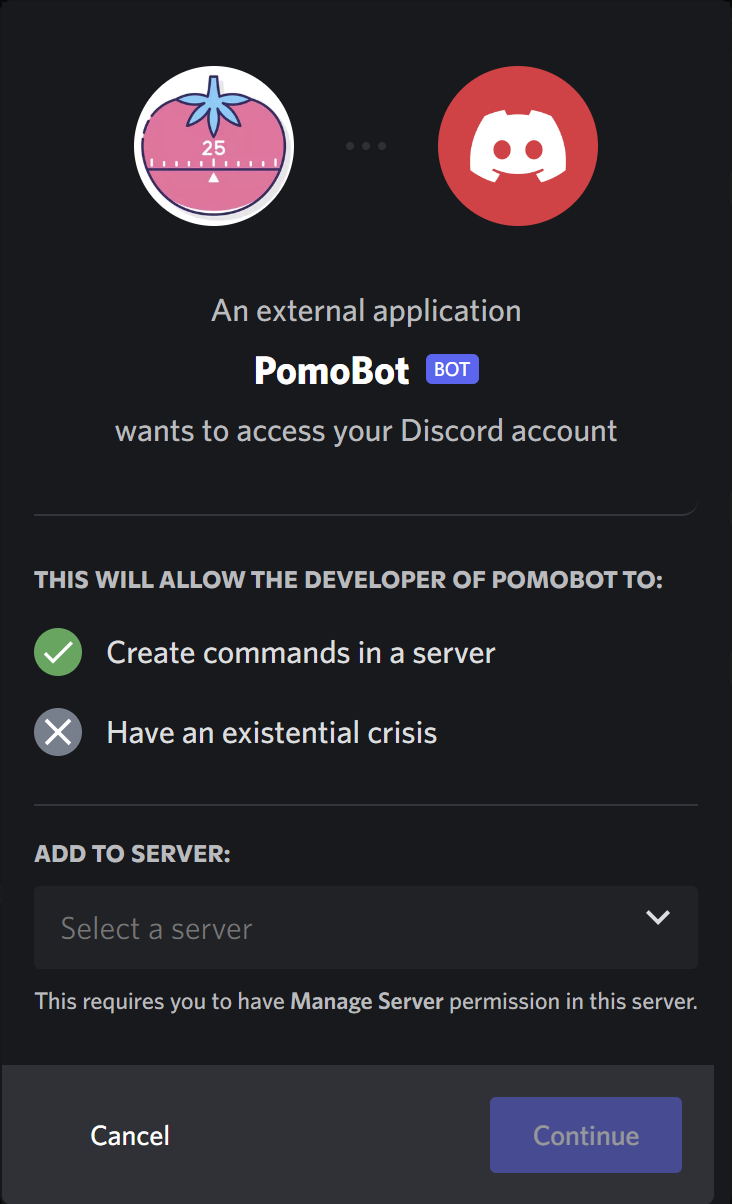 25
An external application
PomoBot BOT
wants to access your Discord account
THIS WILL ALLOW THE DEVELOPER OF POMOBOT TO:
Create commands in a server
Have an existential crisis
ADD TO SERVER:
Select a server
This requires you to have Manage Server permission in this server.
Cancel Continue